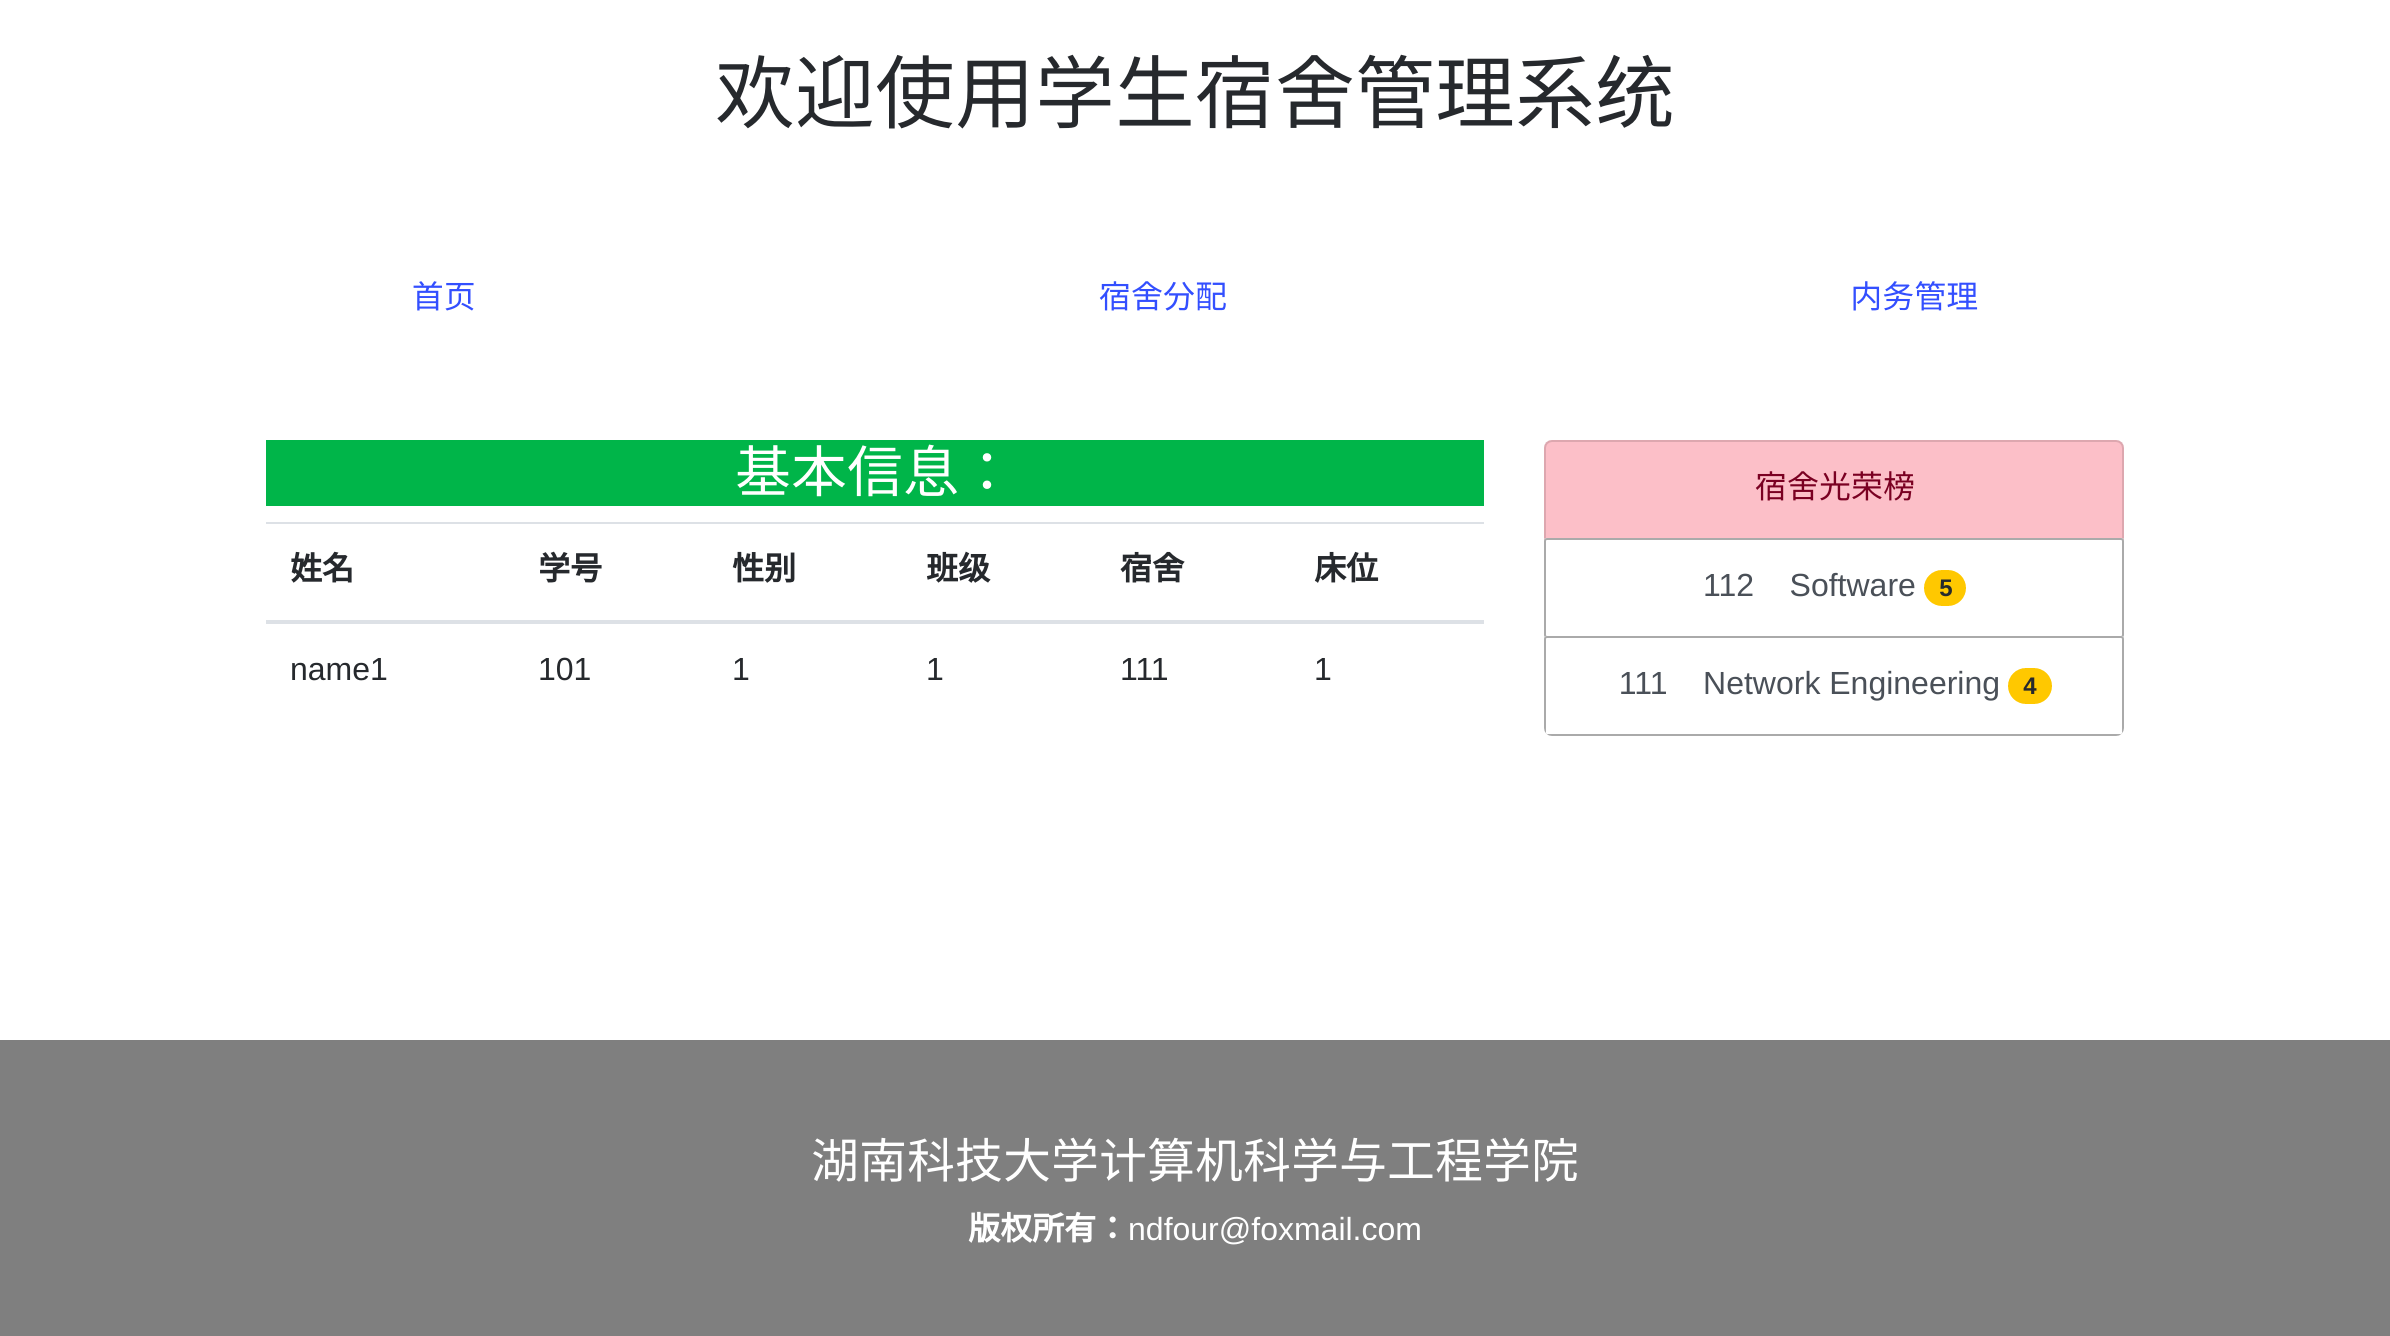 欢迎使用学生宿舍管理系统
首页 宿舍分配 内务管理
基本信息：
姓名 学号 性别 班级 宿舍 床位
name1 101 1 1 111 1
宿舍光荣榜
112 Software 5
111 Network Engineering 4
湖南科技大学计算机科学与工程学院
版权所有：ndfour@foxmail.com